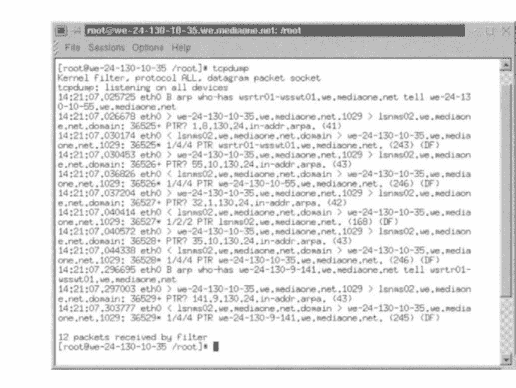 root@we-24-130-10-35.we.mediaone.net: /root
File Sessions Options Help
[root@we-24-130-10-35 /root]# tcpdump
Kernel filter, protocol ALL, datagram packet socket
tcpdump: listening on all devices
14:21:07.025725 eth0 B arp who-has wsrtr01-wsswt01.we.mediaone.net tell we-24-13
0-10-55.we.mediaone.net
14:21:07.026678 eth0 > we-24-130-10-35.we.mediaone.net.1029 > lsnms02.we.mediaon
e.net.domain: 36525+ PTR? 1.8.130.24.in-addr.arpa. (41)
14:21:07.030174 eth0 < lsnms02.we.mediaone.net.domain > we-24-130-10-35.we.media
one.net.1029: 36525* 1/4/4 PTR wsrtr01-wsswt01.we.mediaone.net. (243) (DF)
14:21:07.030453 eth0 > we-24-130-10-35.we.mediaone.net.1029 > lsnms02.we.mediaon
e.net.domain: 36526+ PTR? 55.10.130.24.in-addr.arpa. (43)
14:21:07.036826 eth0 < lsnms02.we.mediaone.net.domain > we-24-130-10-35.we.media
one.net.1029: 36526* 1/4/4 PTR we-24-130-10-55.we.mediaone.net. (246) (DF)
14:21:07.037204 eth0 > we-24-130-10-35.we.mediaone.net.1029 > lsnms02.we.mediaon
e.net.domain: 36527+ PTR? 32.1.130.24.in-addr.arpa. (42)
14:21:07.040414 eth0 < lsnms02.we.mediaone.net.domain > we-24-130-10-35.we.media
one.net.1029: 36527* 1/2/2 PTR lsnms02.we.mediaone.net. (168) (DF)
14:21:07.040572 eth0 > we-24-130-10-35.we.mediaone.net.1029 > lsnms02.we.mediaon
e.net.domain: 36528+ PTR? 35.10.130.24.in-addr.arpa. (43)
14:21:07.044338 eth0 < lsnms02.we.mediaone.net.domain > we-24-130-10-35.we.media
one.net.1029: 36528* 1/4/4 PTR we-24-130-10-35.we.mediaone.net. (246) (DF)
14:21:07.296695 eth0 B arp who-has we-24-130-9-141.we.mediaone.net tell wsrtr01-
wsswt01.we.mediaone.net
14:21:07.297003 eth0 > we-24-130-10-35.we.mediaone.net.1029 > lsnms02.we.mediaon
e.net.domain: 36529+ PTR? 141.9.130.24.in-addr.arpa. (43)
14:21:07.303777 eth0 < lsnms02.we.mediaone.net.domain > we-24-130-10-35.we.media
one.net.1029: 36529* 1/4/4 PTR we-24-130-9-141.we.mediaone.net. (245) (DF)
12 packets received by filter
[root@we-24-130-10-35 /root]#